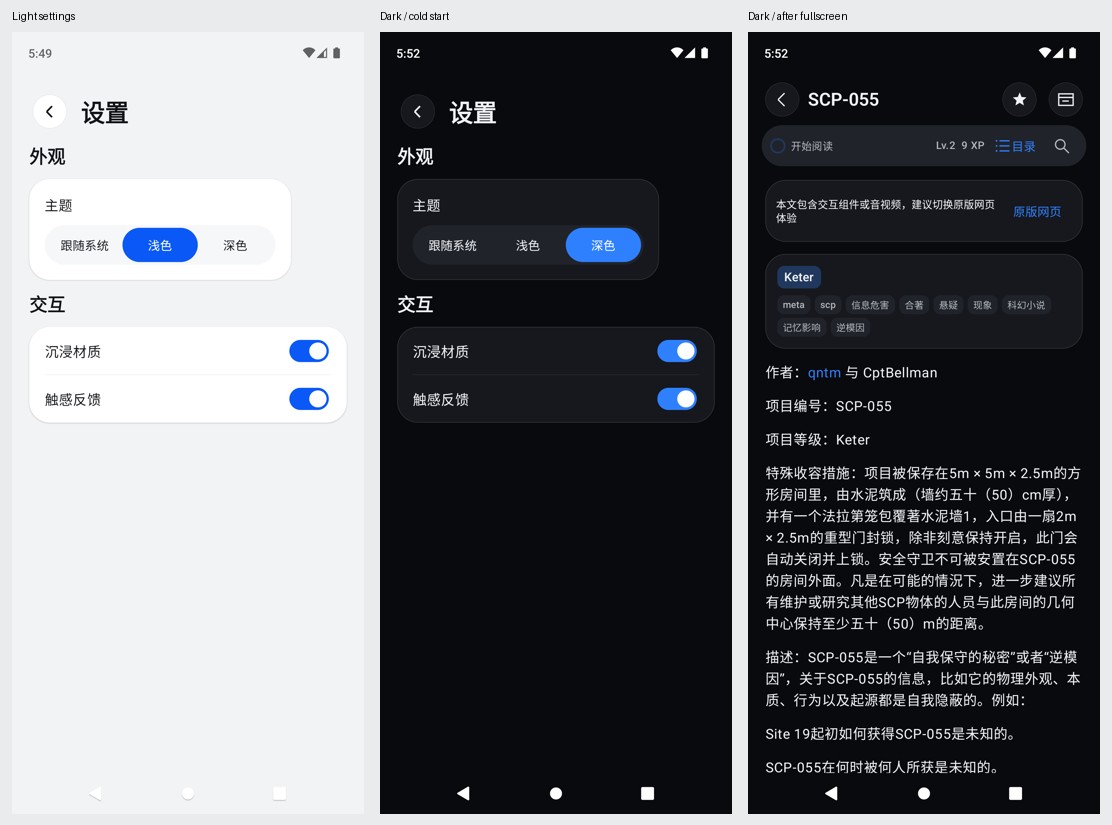 Light settings
5:49
设置
外观
主题
跟随系统 浅色 深色
交互
沉浸材质
触感反馈
Dark / cold start
5:52
设置
外观
主题
跟随系统 浅色 深色
交互
沉浸材质
触感反馈
Dark / after fullscreen
5:52
SCP-055
开始阅读 Lv.2 9 XP 目录
本文包含交互组件或音视频，建议切换原版网页
体验
原版网页
Keter
meta scp 信息危害 合著 悬疑 现象 科幻小说
记忆影响 逆模因
作者：qntm 与 CptBellman
项目编号：SCP-055
项目等级：Keter
特殊收容措施：项目被保存在5m × 5m × 2.5m的方
形房间里，由水泥筑成（墙约五十（50）cm厚），
并有一个法拉第笼包覆著水泥墙1，入口由一扇2m
× 2.5m的重型门封锁，除非刻意保持开启，此门会
自动关闭并上锁。安全守卫不可被安置在SCP-055
的房间外面。凡是在可能的情況下，进一步建议所
有维护或研究其他SCP物体的人员与此房间的几何
中心保持至少五十（50）m的距离。
描述：SCP-055是一个“自我保守的秘密”或者“逆模
因”，关于SCP-055的信息，比如它的物理外观、本
质、行为以及起源都是自我隐蔽的。例如：
Site 19起初如何获得SCP-055是未知的。
SCP-055在何时被何人所获是未知的。